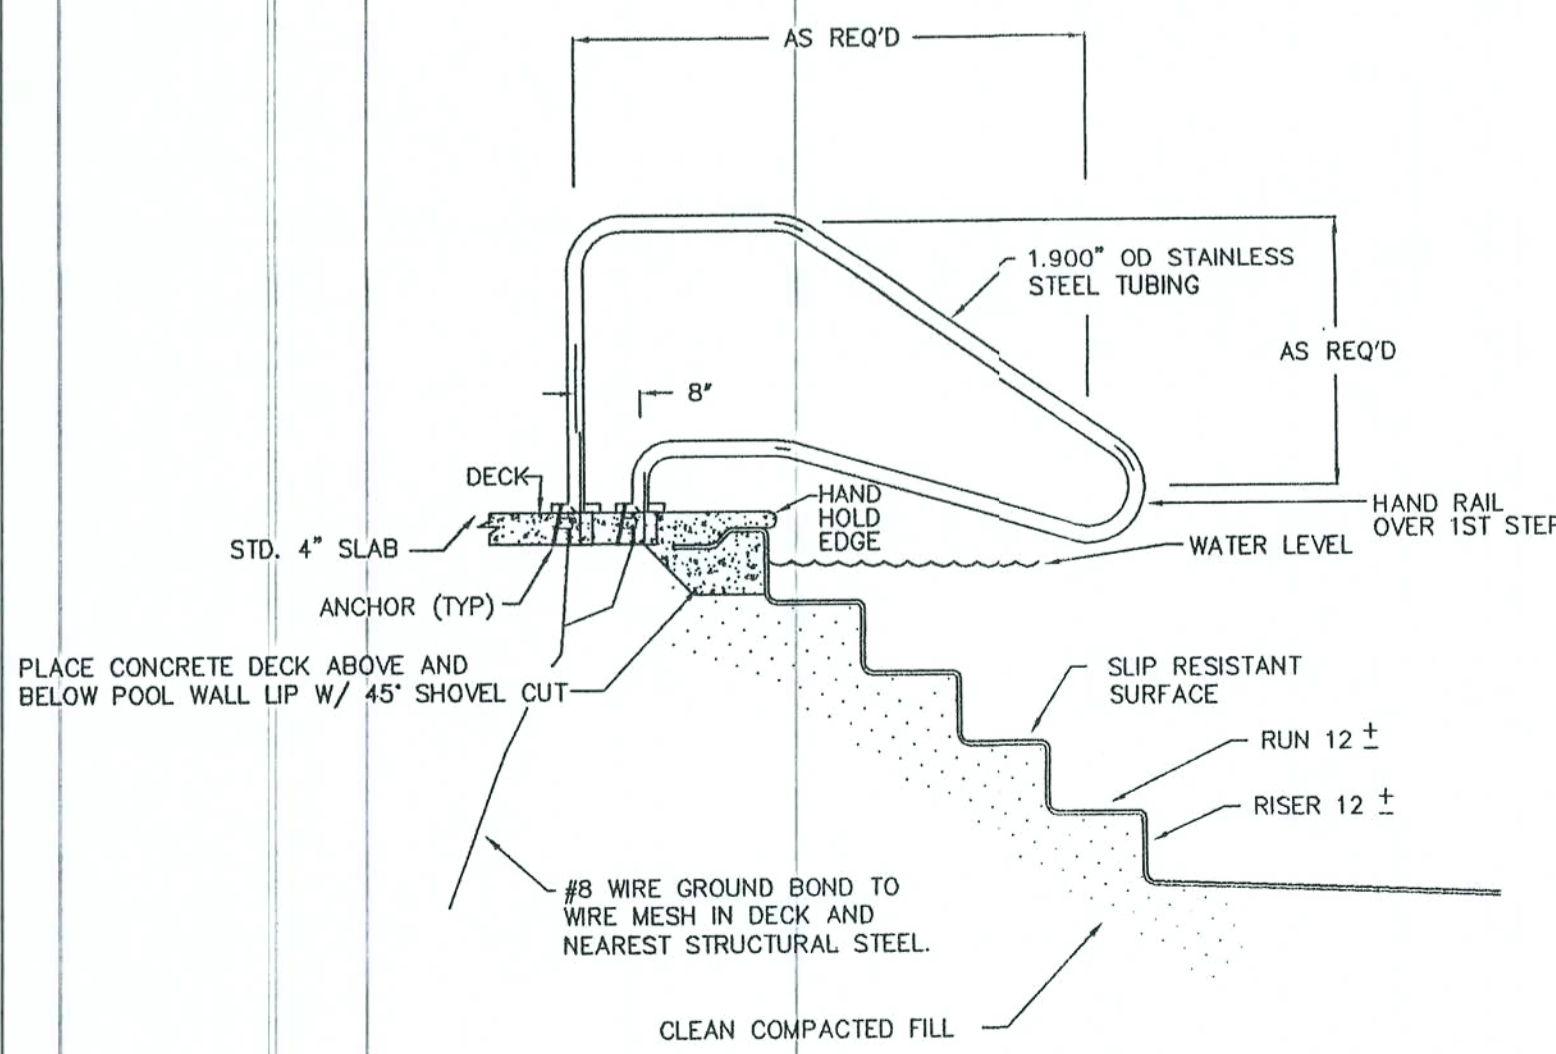 AS REQ'D
1.900" OD STAINLESS
STEEL TUBING
AS REQ'D
8"
DECK
HAND
HOLD
EDGE
HAND RAIL
OVER 1ST STEP
STD. 4" SLAB
WATER LEVEL
ANCHOR (TYP)
PLACE CONCRETE DECK ABOVE AND
BELOW POOL WALL LIP W/ 45° SHOVEL CUT
SLIP RESISTANT
SURFACE
RUN 12 ±
RISER 12 ±
#8 WIRE GROUND BOND TO
WIRE MESH IN DECK AND
NEAREST STRUCTURAL STEEL.
CLEAN COMPACTED FILL